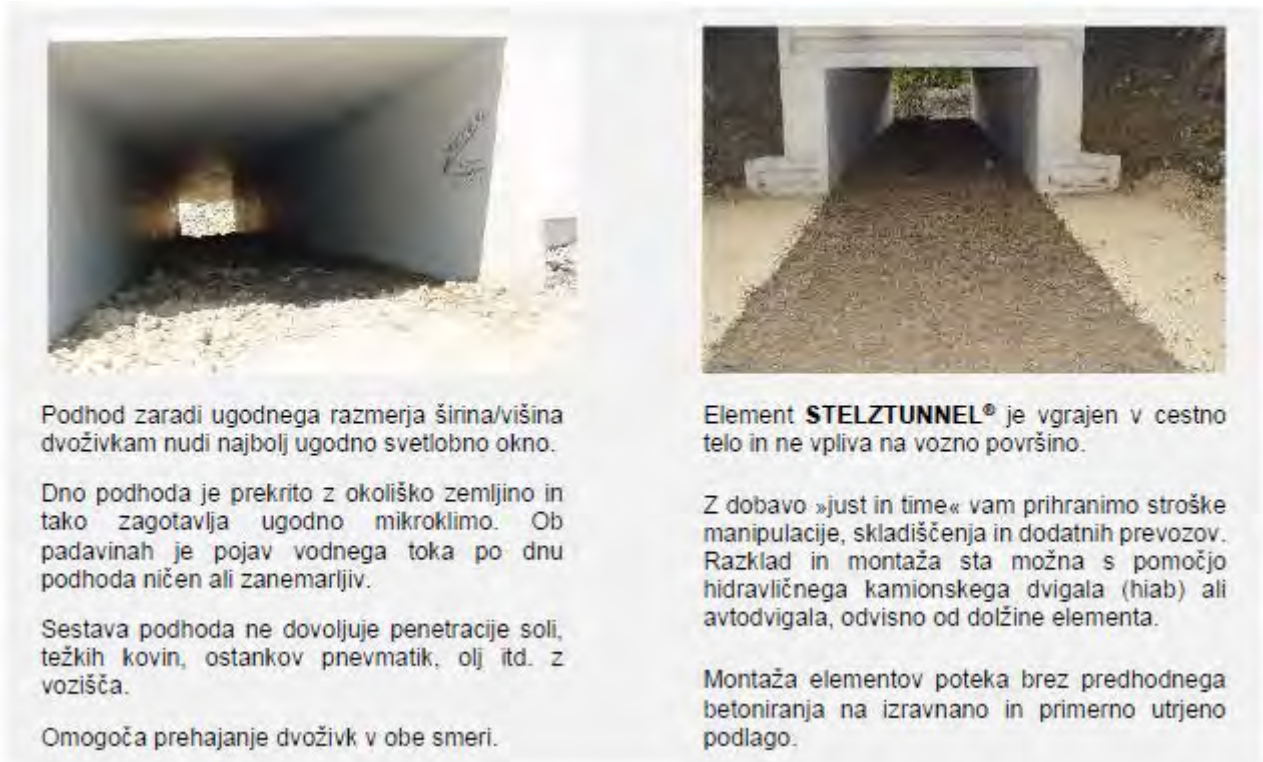 Podhod zaradi ugodnega razmerja širina/višina
dvoživkam nudi najbolj ugodno svetlobno okno.
Dno podhoda je prekrito z okoliško zemljino in
tako zagotavlja ugodno mikroklimo. Ob
padavinah je pojav vodnega toka po dnu
podhoda ničen ali zanemarljiv.
Sestava podhoda ne dovoljuje penetracije soli,
težkih kovin, ostankov pnevmatik, olj itd. z
vozišča.
Omogoča prehajanje dvoživk v obe smeri.
Element STELZTUNNEL® je vgrajen v cestno
telo in ne vpliva na vozno površino.
Z dobavo »just in time« vam prihranimo stroške
manipulacije, skladiščenja in dodatnih prevozov.
Razklad in montaža sta možna s pomočjo
hidravličnega kamionskega dvigala (hiab) ali
avtodvigala, odvisno od dolžine elementa.
Montaža elementov poteka brez predhodnega
betoniranja na izravnano in primerno utrjeno
podlago.